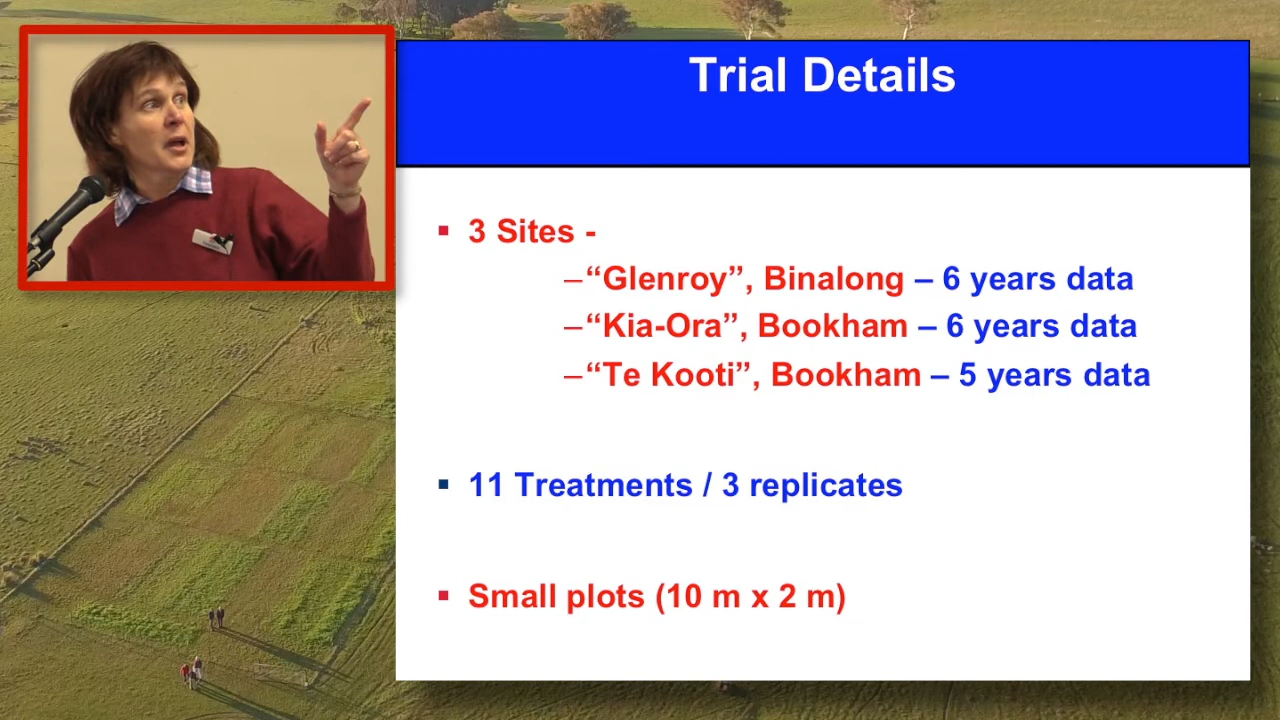 Trial Details
▪ 3 Sites -
–“Glenroy”, Binalong – 6 years data
–“Kia-Ora”, Bookham – 6 years data
–“Te Kooti”, Bookham – 5 years data
▪ 11 Treatments / 3 replicates
▪ Small plots (10 m x 2 m)